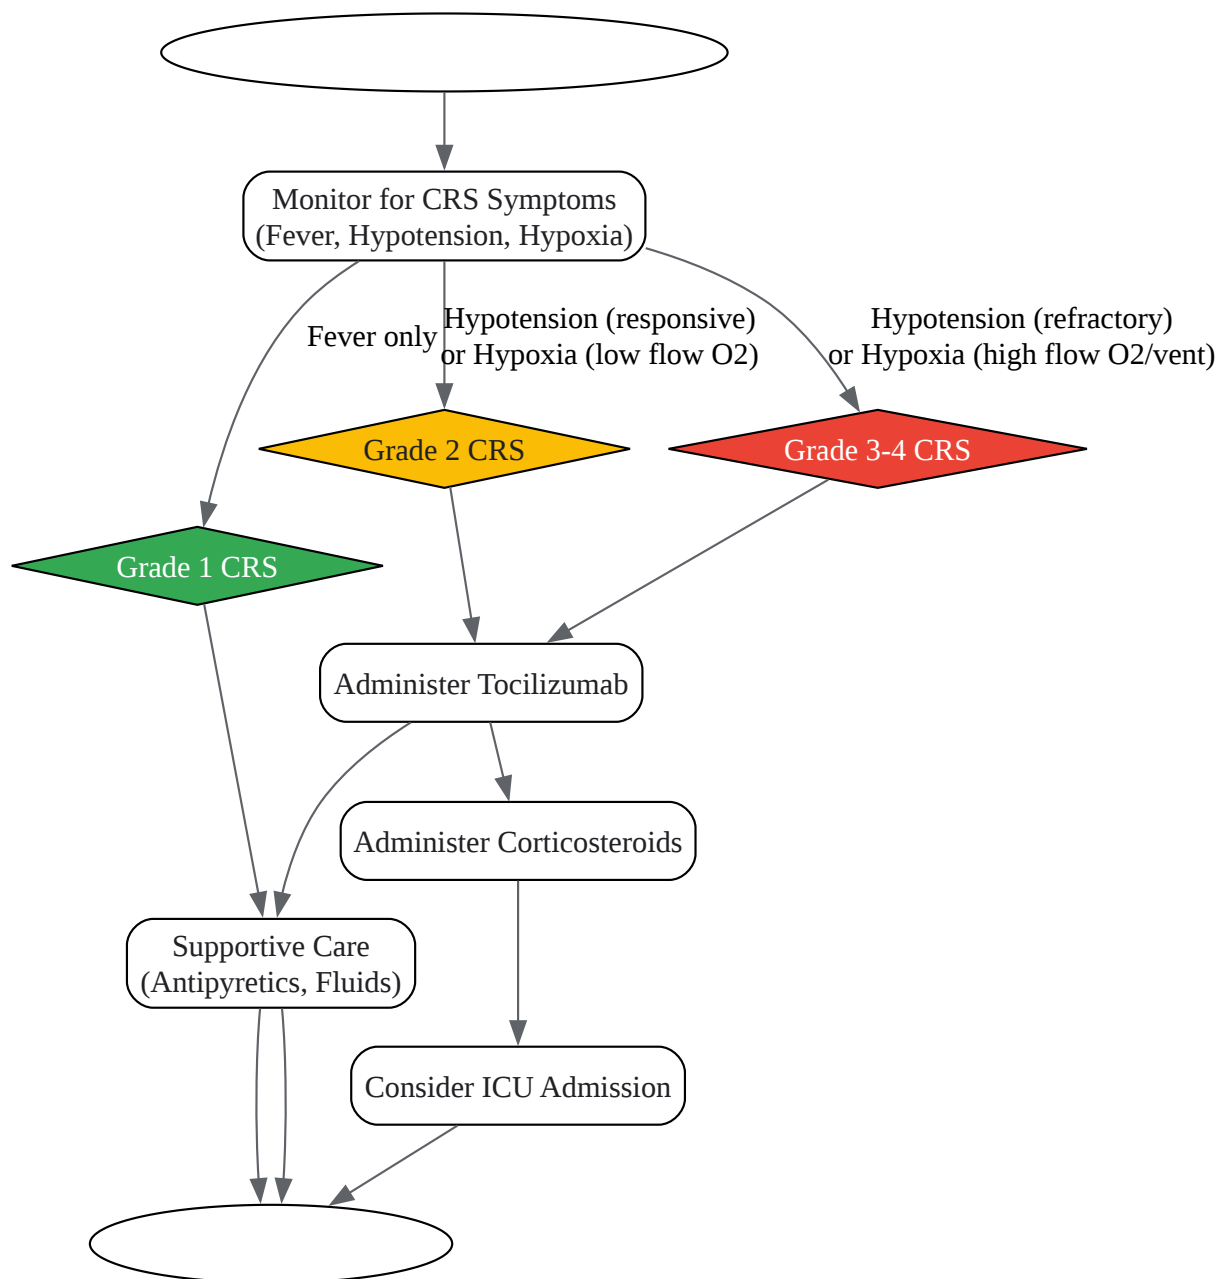 Monitor for CRS Symptoms
(Fever, Hypotension, Hypoxia)
Fever only
Hypotension (responsive)
or Hypoxia (low flow O2)
Hypotension (refractory)
or Hypoxia (high flow O2/vent)
Grade 2 CRS
Grade 3-4 CRS
Grade 1 CRS
Administer Tocilizumab
Administer Corticosteroids
Supportive Care
(Antipyretics, Fluids)
Consider ICU Admission